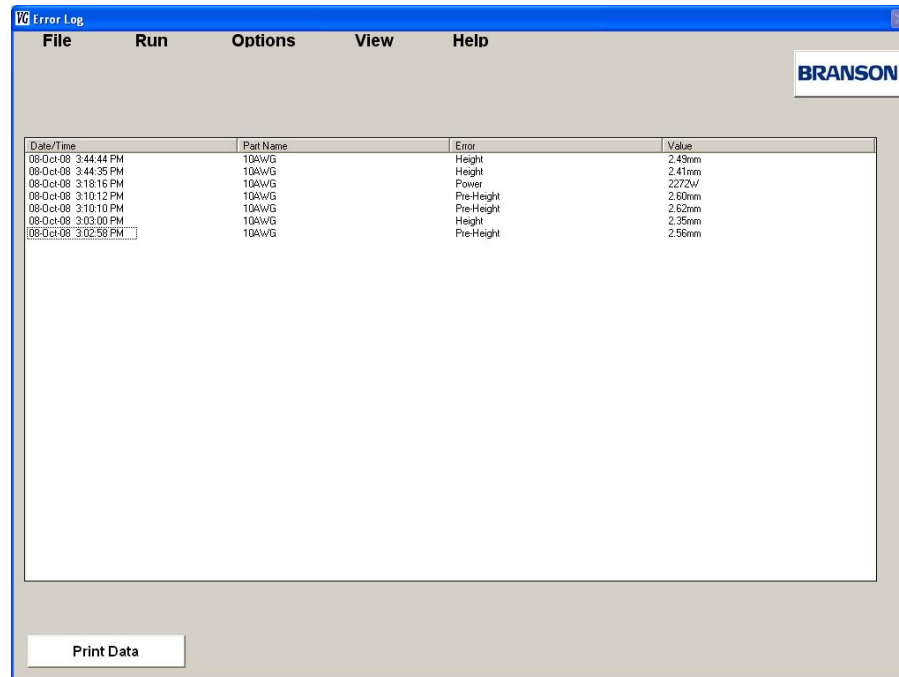 VG Error Log
File Run Options View Help
BRANSON
Date/Time Part Name Error Value
08-Oct-08 3:44:44 PM 10AWG Height 2.49mm
08-Oct-08 3:44:35 PM 10AWG Height 2.41mm
08-Oct-08 3:18:16 PM 10AWG Power 2272W
08-Oct-08 3:10:12 PM 10AWG Pre-Height 2.60mm
08-Oct-08 3:10:10 PM 10AWG Pre-Height 2.62mm
08-Oct-08 3:03:00 PM 10AWG Height 2.35mm
08-Oct-08 3:02:58 PM 10AWG Pre-Height 2.56mm
Print Data